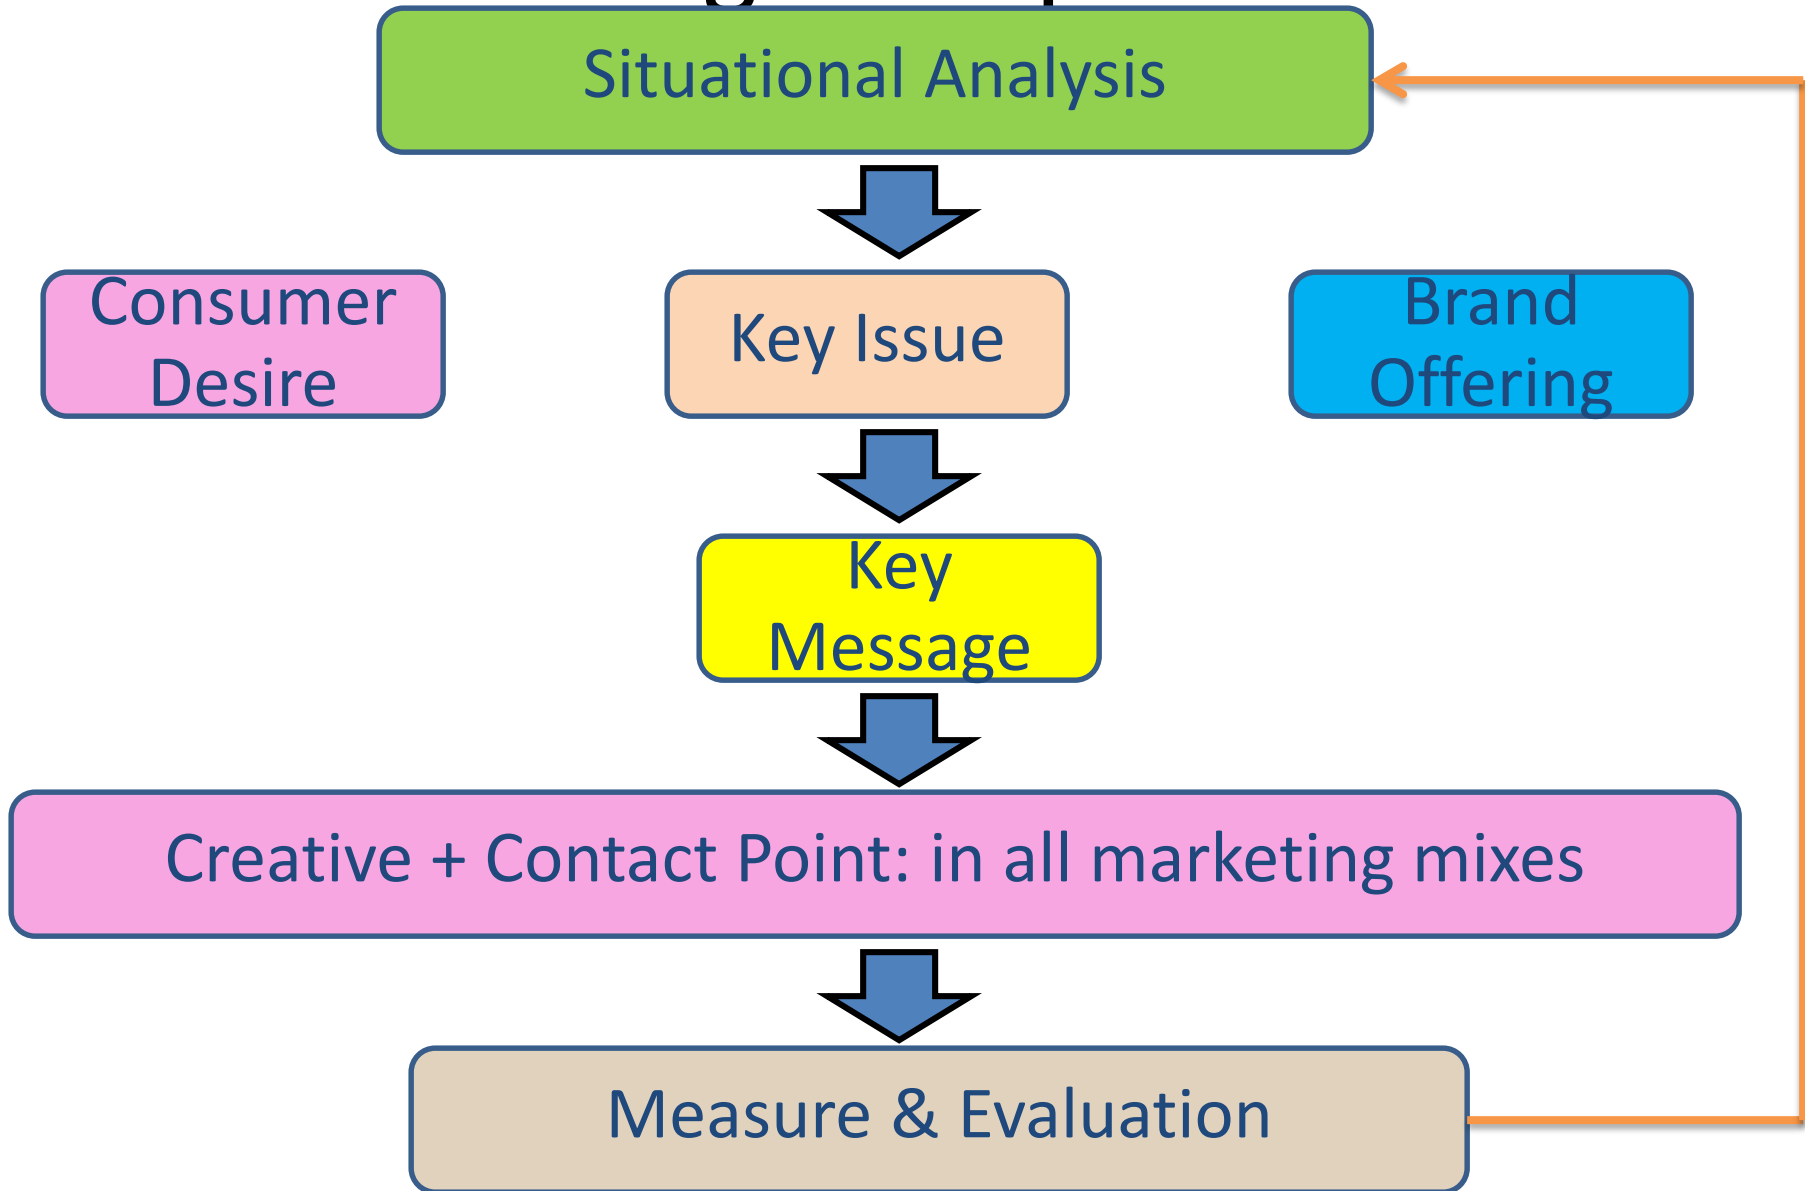 Situational Analysis
Consumer
Desire
Key Issue
Brand
Offering
Key
Message
Creative + Contact Point: in all marketing mixes
Measure & Evaluation